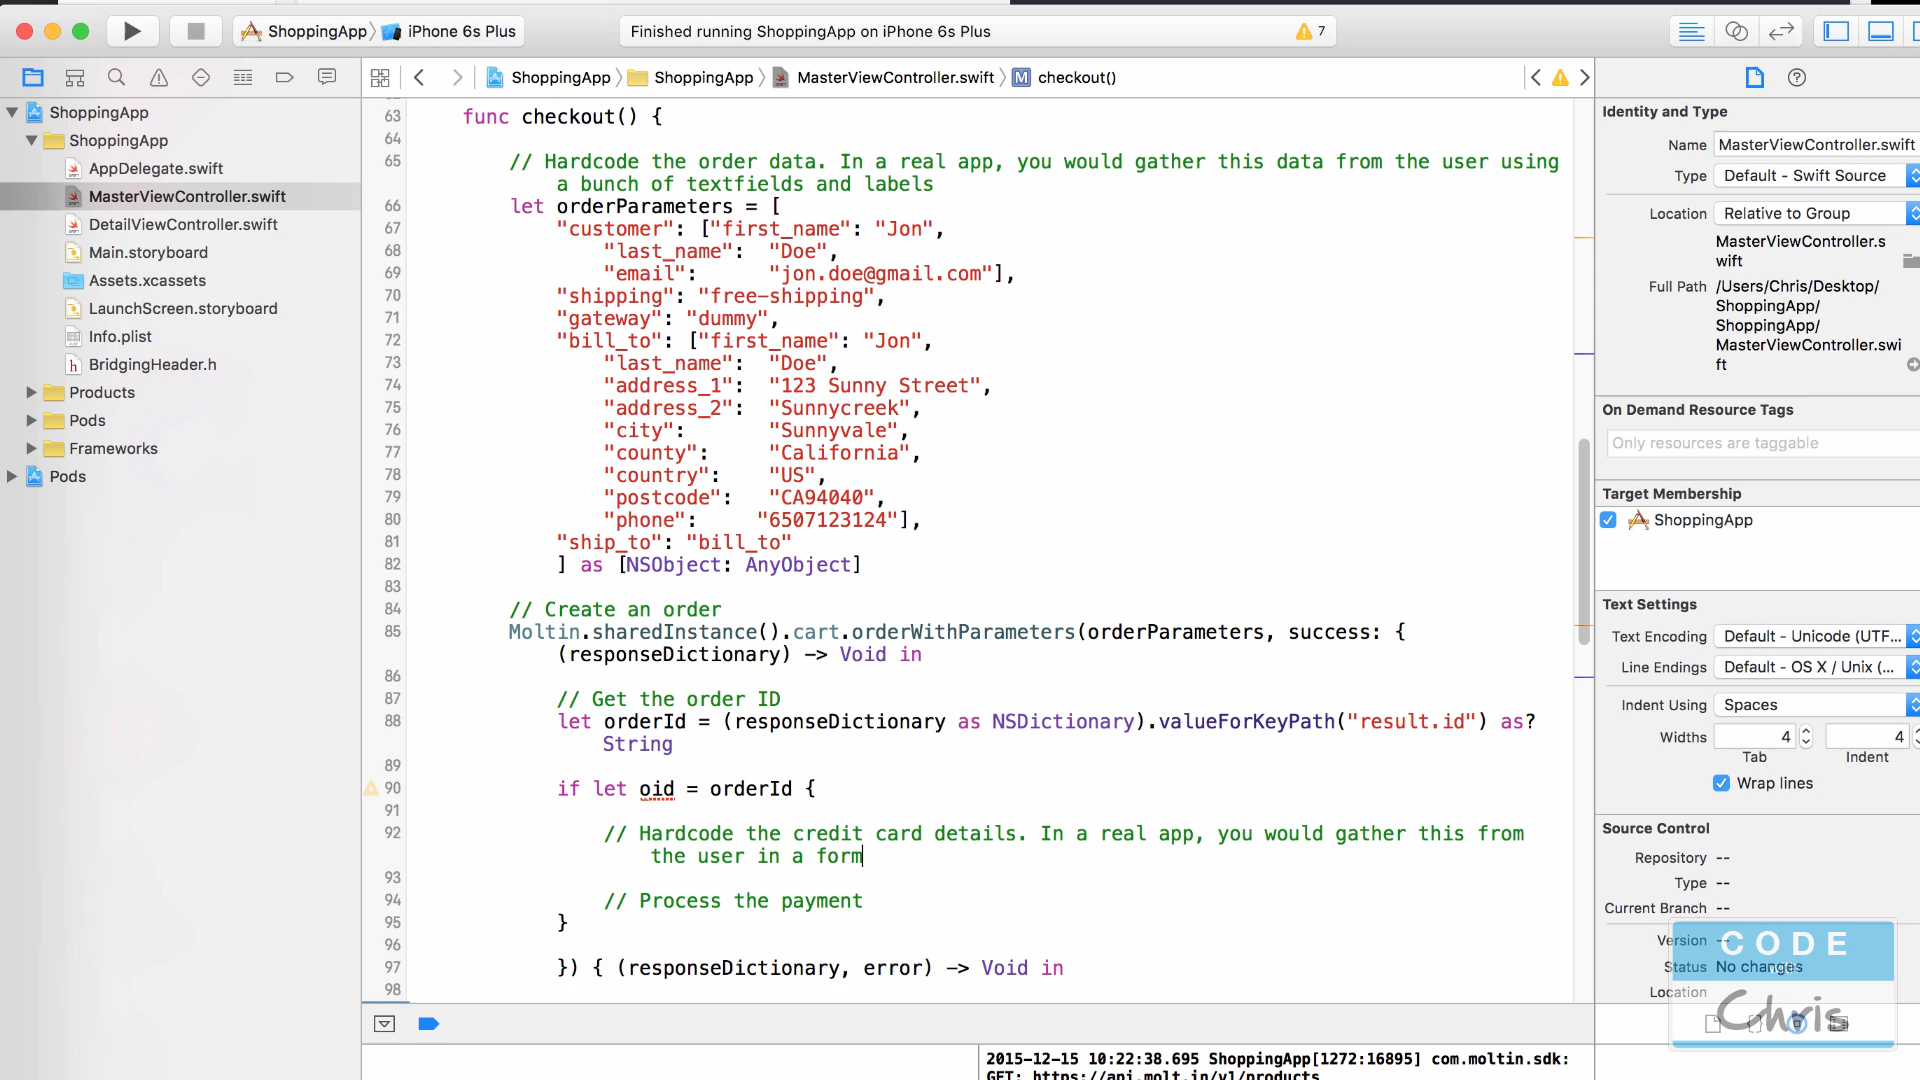 ShoppingApp
iPhone 6s Plus
Finished running ShoppingApp on iPhone 6s Plus
7
ShoppingApp
ShoppingApp
MasterViewController.swift
M
checkout()
ShoppingApp
ShoppingApp
AppDelegate.swift
MasterViewController.swift
DetailViewController.swift
Main.storyboard
Assets.xcassets
LaunchScreen.storyboard
Info.plist
h BridgingHeader.h
Products
Pods
Frameworks
Pods
63 func checkout() {
64
65 // Hardcode the order data. In a real app, you would gather this data from the user using
a bunch of textfields and labels
66 let orderParameters = [
67 "customer": ["first_name": "Jon",
68 "last_name": "Doe",
69 "email": "jon.doe@gmail.com"],
70 "shipping": "free-shipping",
71 "gateway": "dummy",
72 "bill_to": ["first_name": "Jon",
73 "last_name": "Doe",
74 "address_1": "123 Sunny Street",
75 "address_2": "Sunnycreek",
76 "city": "Sunnyvale",
77 "county": "California",
78 "country": "US",
79 "postcode": "CA94040",
80 "phone": "6507123124"],
81 "ship_to": "bill_to"
82 ] as [NSObject: AnyObject]
83
84 // Create an order
85 Moltin.sharedInstance().cart.orderWithParameters(orderParameters, success: {
(responseDictionary) -> Void in
86
87 // Get the order ID
88 let orderId = (responseDictionary as NSDictionary).valueForKeyPath("result.id") as?
String
89
90 if let oid = orderId {
91
92 // Hardcode the credit card details. In a real app, you would gather this from
the user in a form
93
94 // Process the payment
95 }
96
97 }) { (responseDictionary, error) -> Void in
98
2015-12-15 10:22:38.695 ShoppingApp[1272:16895] com.moltin.sdk:
GET: https://api.molt.in/v1/products
Identity and Type
Name MasterViewController.swift
Type Default - Swift Source
Location Relative to Group
MasterViewController.s
wift
Full Path /Users/Chris/Desktop/
ShoppingApp/
ShoppingApp/
MasterViewController.swi
ft
On Demand Resource Tags
Only resources are taggable
Target Membership
ShoppingApp
Text Settings
Text Encoding Default - Unicode (UTF...
Line Endings Default - OS X / Unix (...
Indent Using Spaces
Widths 4 4
Tab Indent
Wrap lines
Source Control
Repository --
Type --
Current Branch --
Version --
Status No changes
Location
CODE
Chris